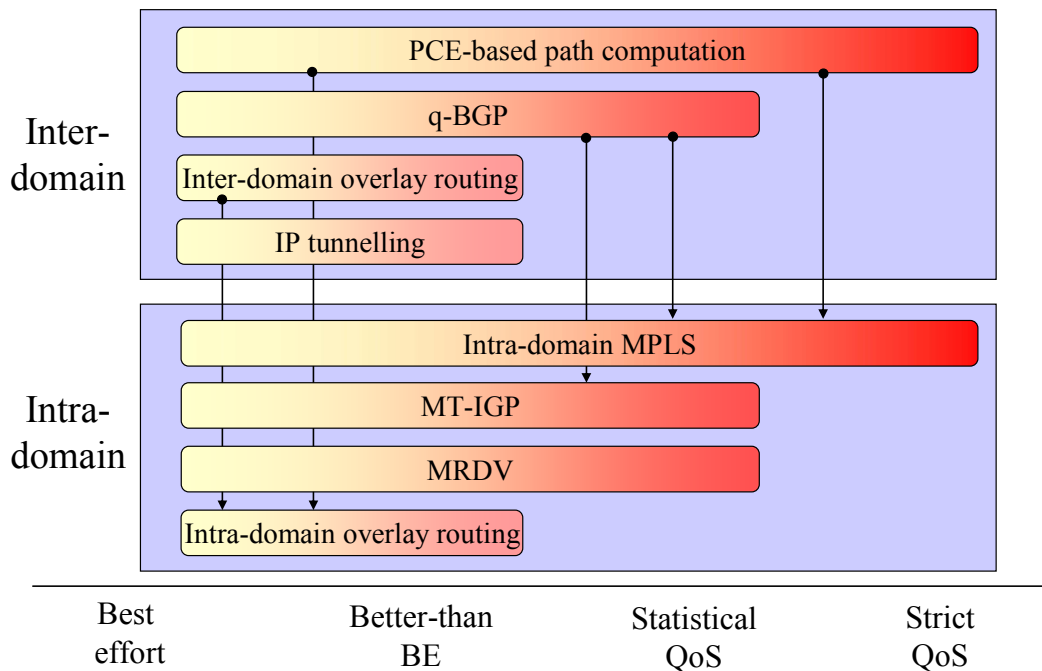 PCE-based path computation
q-BGP
Inter-
domain
Inter-domain overlay routing
IP tunnelling
Intra-domain MPLS
MT-IGP
Intra-
domain
MRDV
Intra-domain overlay routing
Best
effort
Better-than
BE
Statistical
QoS
Strict
QoS